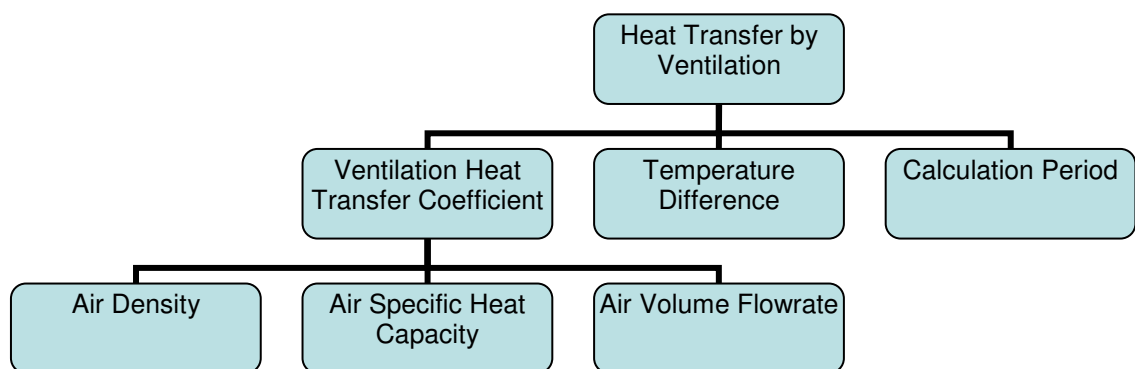 Heat Transfer by
Ventilation
Ventilation Heat
Transfer Coefficient
Temperature
Difference
Calculation Period
Air Density
Air Specific Heat
Capacity
Air Volume Flowrate